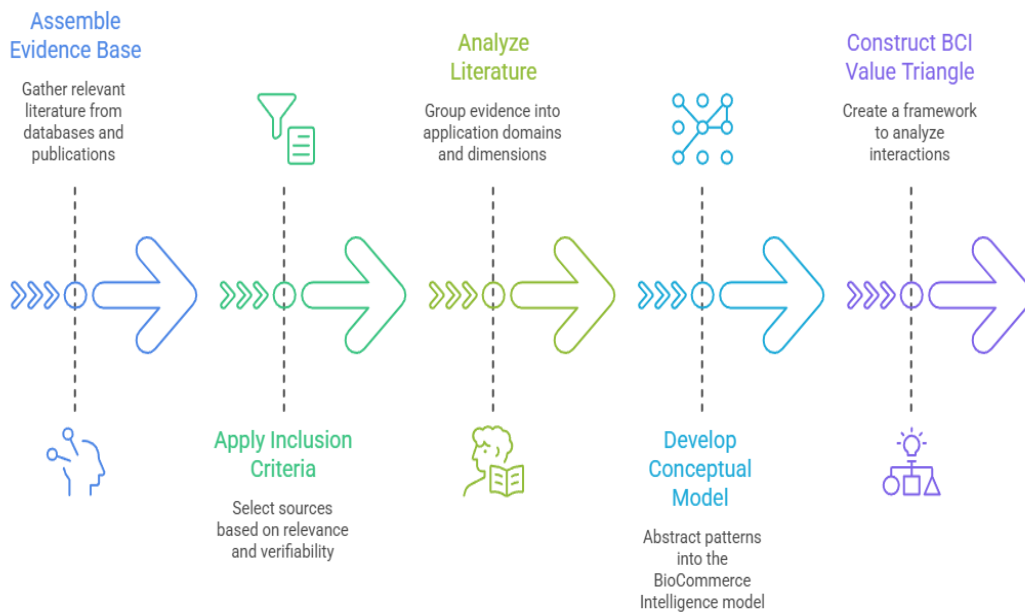 Assemble
Evidence Base
Gather relevant
literature from
databases and
publications
Apply Inclusion
Criteria
Select sources
based on relevance
and verifiability
Analyze
Literature
Group evidence into
application domains
and dimensions
Develop
Conceptual
Model
Abstract patterns
into the
BioCommerce
Intelligence model
Construct BCI
Value Triangle
Create a framework
to analyze
interactions